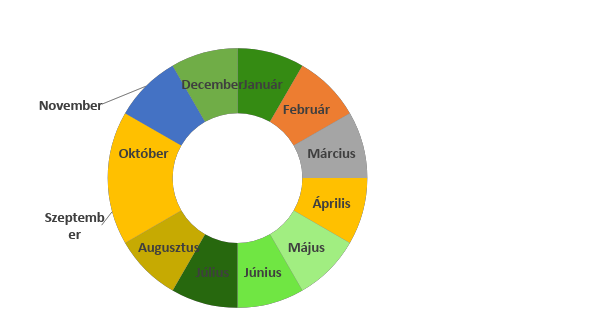 Január
Február
Március
Április
Május
Június
Július
Augusztus
Szeptemb
er
Október
November
December